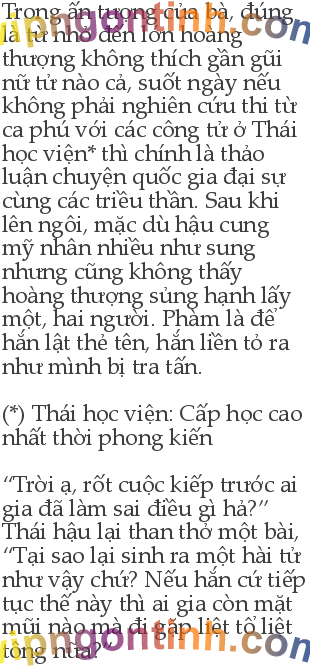 Trong ấn tượng của bà, đúng
là từ nhỏ đến lớn hoàng
thượng không thích gần gũi
nữ tử nào cả, suốt ngày nếu
không phải nghiên cứu thi từ
ca phú với các công tử ở Thái
học viện* thì chính là thảo
luận chuyện quốc gia đại sự
cùng các triều thần. Sau khi
lên ngôi, mặc dù hậu cung
mỹ nhân nhiều như sung
nhưng cũng không thấy
hoàng thượng sủng hạnh lấy
một, hai người. Phàm là để
hắn lật thẻ tên, hắn liền tỏ ra
như mình bị tra tấn.
(*) Thái học viện: Cấp học cao
nhất thời phong kiến
“Trời ạ, rốt cuộc kiếp trước ai
gia đã làm sai điều gì hả?”
Thái hậu lại than thở một bài,
“Tại sao lại sinh ra một hài tử
như vậy chứ? Nếu hắn cứ tiếp
tục thế này thì ai gia còn mặt
mũi nào mà đi gặp liệt tổ liệt
tông nữa?”
vipngontinh.com
vipngontinh.com